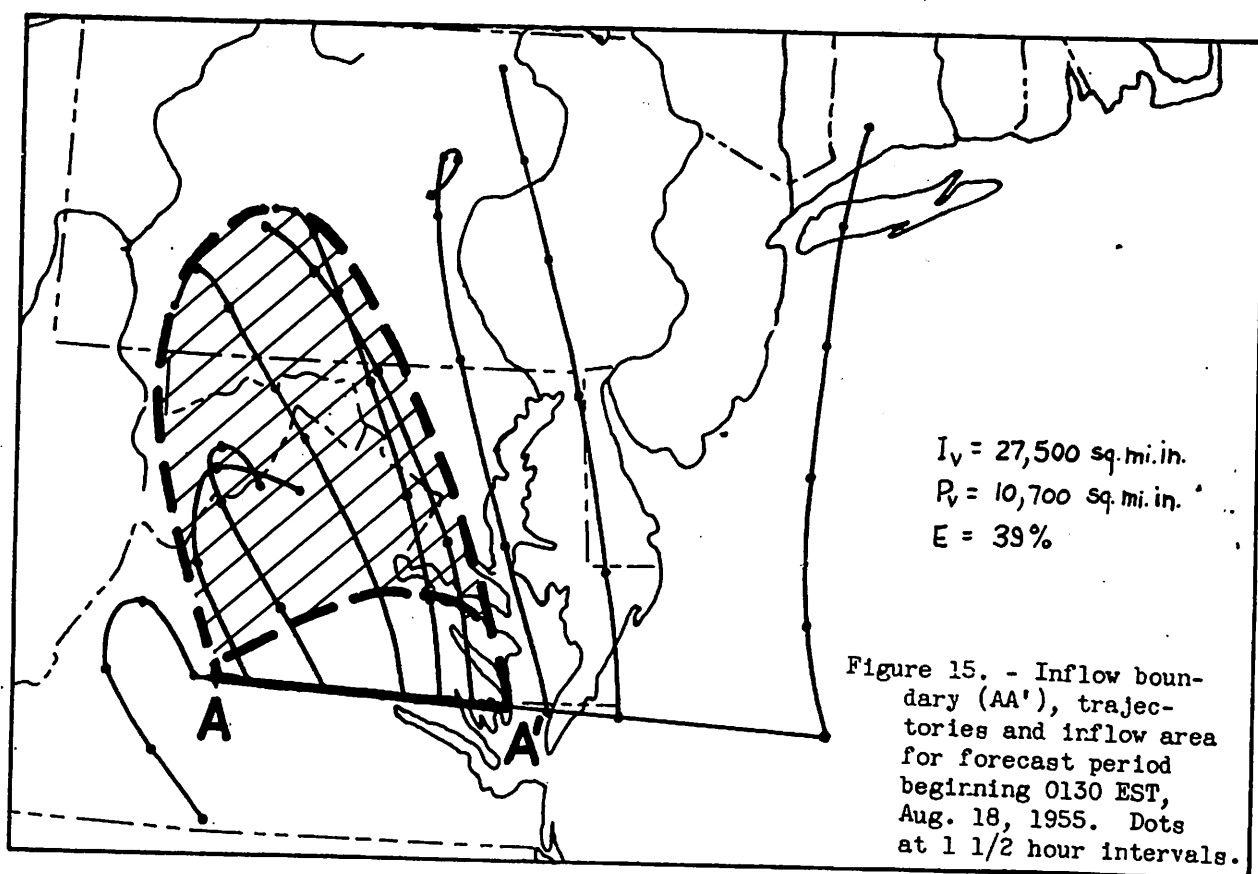 I_v = 27,500 sq.mi.in.
P_v = 10,700 sq.mi.in.
E = 39%
Figure 15. - Inflow boun-
dary (AA'), trajec-
tories and inflow area
for forecast period
beginning 0130 EST,
Aug. 18, 1955. Dots
at 1 1/2 hour intervals.
A
A'